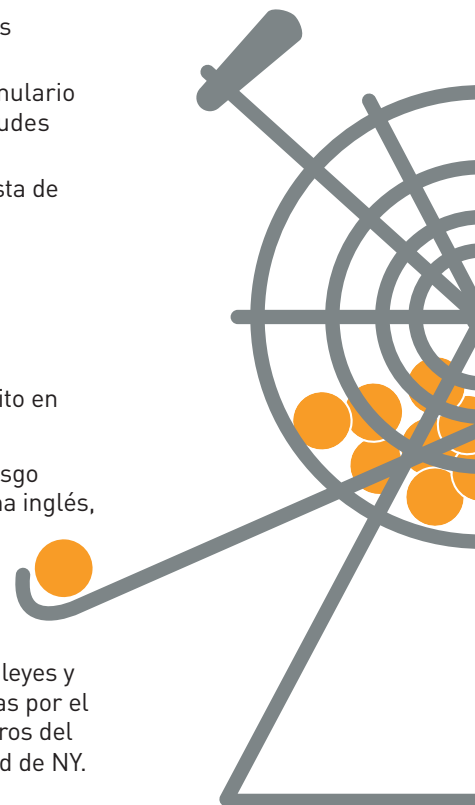 s
nulario
udes
sta de
ito en
sgo
na inglés,
leyes y
as por el
ros del
d de NY.